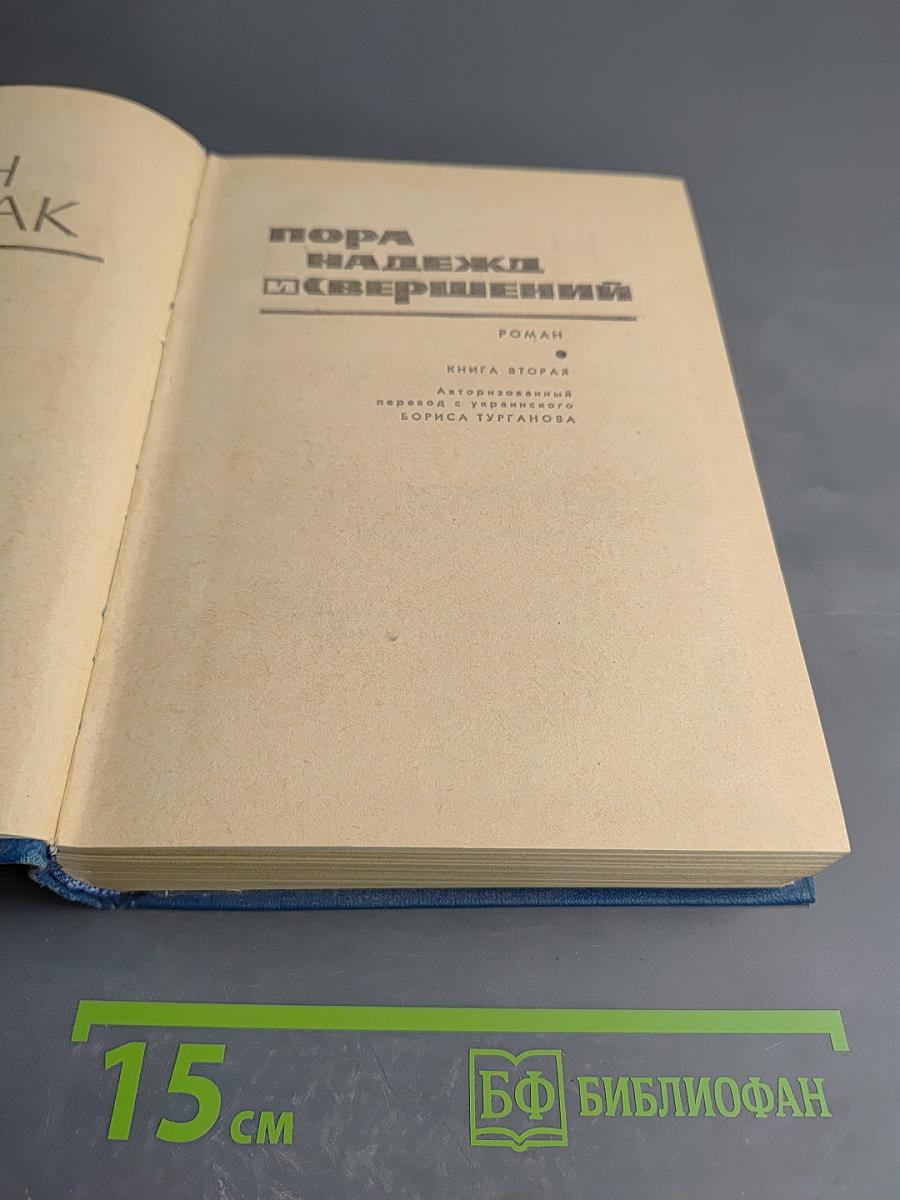 Н
АК
ПОРА
НАДЕЖД
И СВЕРШЕНИЙ
РОМАН
КНИГА ВТОРАЯ
Авторизованный
перевод с украинского
БОРИСА ТУРГАНОВА
15 см
БФ БИБЛИОФАН